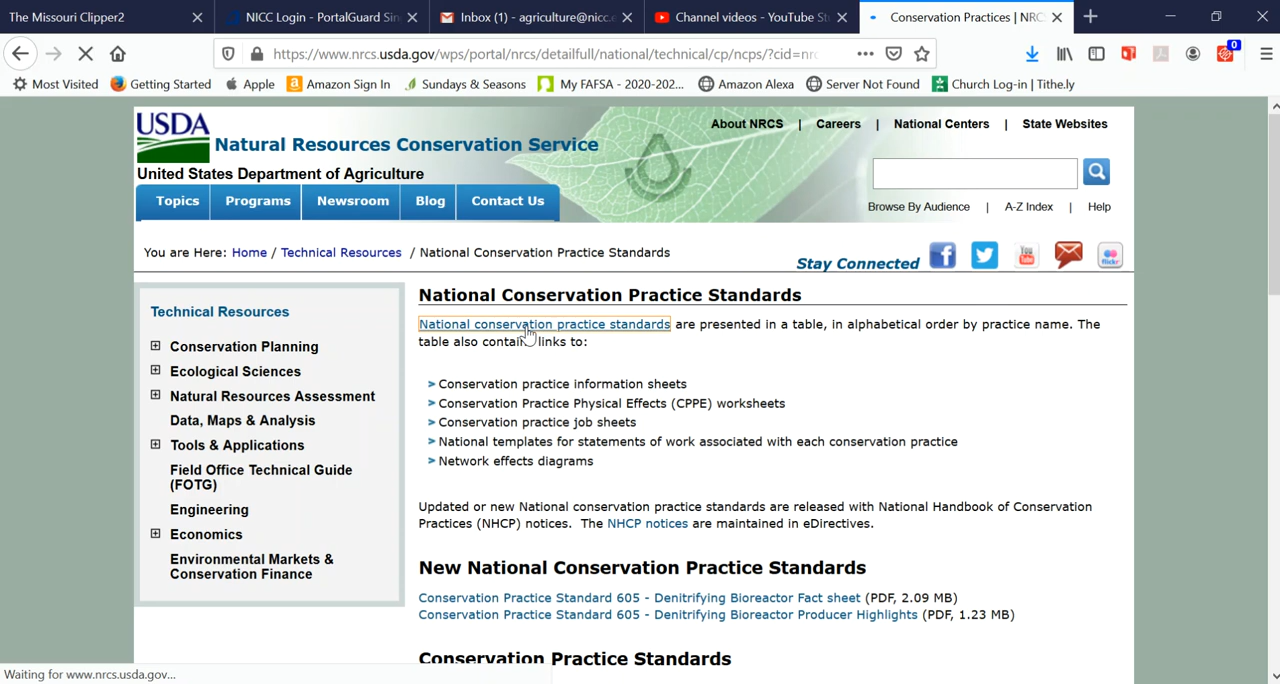 The Missouri Clipper2
NICC Login - PortalGuard Sin
Inbox (1) - agriculture@nicc.e
Channel videos - YouTube St
Conservation Practices | NRC
https://www.nrcs.usda.gov/wps/portal/nrcs/detailfull/national/technical/cp/ncps/?cid=nrc
0
Most Visited
Getting Started
Apple
Amazon Sign In
Sundays & Seasons
My FAFSA - 2020-202...
Amazon Alexa
Server Not Found
Church Log-in | Tithe.ly
USDA
Natural Resources Conservation Service
United States Department of Agriculture
About NRCS | Careers | National Centers | State Websites
Browse By Audience | A-Z Index | Help
Topics
Programs
Newsroom
Blog
Contact Us
You are Here: Home / Technical Resources / National Conservation Practice Standards
Stay Connected
You Tube
flickr
Technical Resources
Conservation Planning
Ecological Sciences
Natural Resources Assessment
Data, Maps & Analysis
Tools & Applications
Field Office Technical Guide
(FOTG)
Engineering
Economics
Environmental Markets &
Conservation Finance
National Conservation Practice Standards
National conservation practice standards are presented in a table, in alphabetical order by practice name. The
table also contains links to:
> Conservation practice information sheets
> Conservation Practice Physical Effects (CPPE) worksheets
> Conservation practice job sheets
> National templates for statements of work associated with each conservation practice
> Network effects diagrams
Updated or new National conservation practice standards are released with National Handbook of Conservation
Practices (NHCP) notices. The NHCP notices are maintained in eDirectives.
New National Conservation Practice Standards
Conservation Practice Standard 605 - Denitrifying Bioreactor Fact sheet (PDF, 2.09 MB)
Conservation Practice Standard 605 - Denitrifying Bioreactor Producer Highlights (PDF, 1.23 MB)
Conservation Practice Standards
Waiting for www.nrcs.usda.gov...